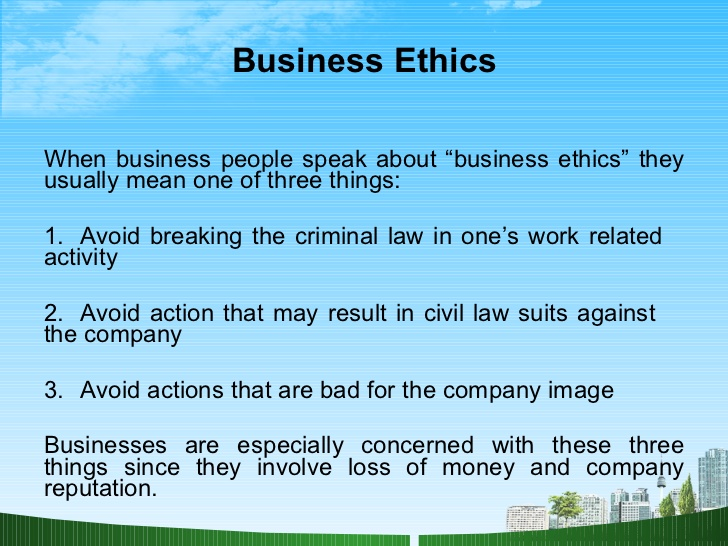 Business Ethics
When business people speak about “business ethics” they
usually mean one of three things:
1. Avoid breaking the criminal law in one’s work related
activity
2. Avoid action that may result in civil law suits against
the company
3. Avoid actions that are bad for the company image
Businesses are especially concerned with these three
things since they involve loss of money and company
reputation.